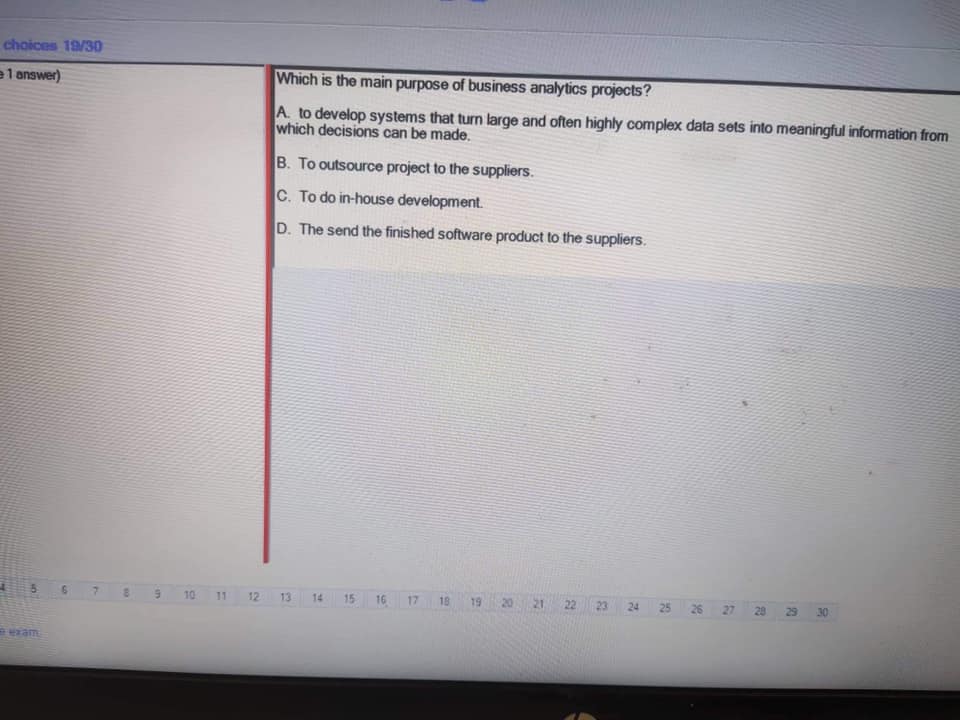 choices 19/30
1 answer)
Which is the main purpose of business analytics projects?
A. to develop systems that turn large and often highly complex data sets into meaningful information from
which decisions can be made.
B. To outsource project to the suppliers.
C. To do in-house development.
D. The send the finished software product to the suppliers.
4 5 6 7 8 9 10 11 12 13 14 15 16 17 18 19 20 21 22 23 24 25 26 27 28 29 30
exam.